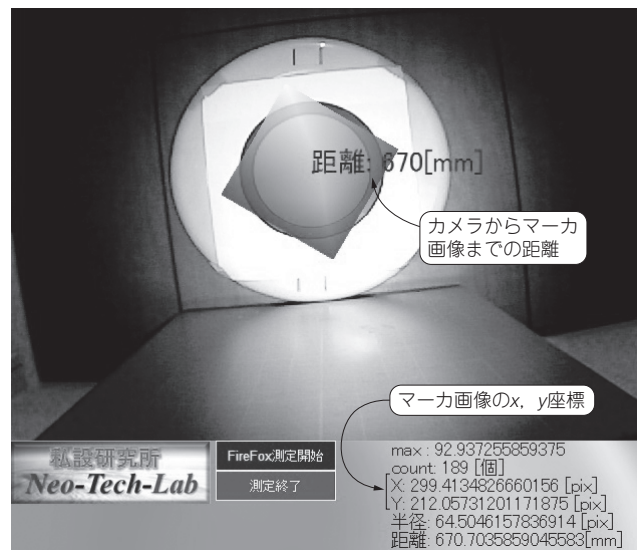 距離: 670[mm]
カメラからマーカ
画像までの距離
マーカ画像のx, y座標
私設研究所
Neo-Tech-Lab
FireFox測定開始
測定終了
max : 92.937255859375
count: 189 [個]
X: 299.4134826660156 [pix]
Y: 212.05731201171875 [pix]
半径: 64.5046157836914 [pix]
距離: 670.7035859045583[mm]